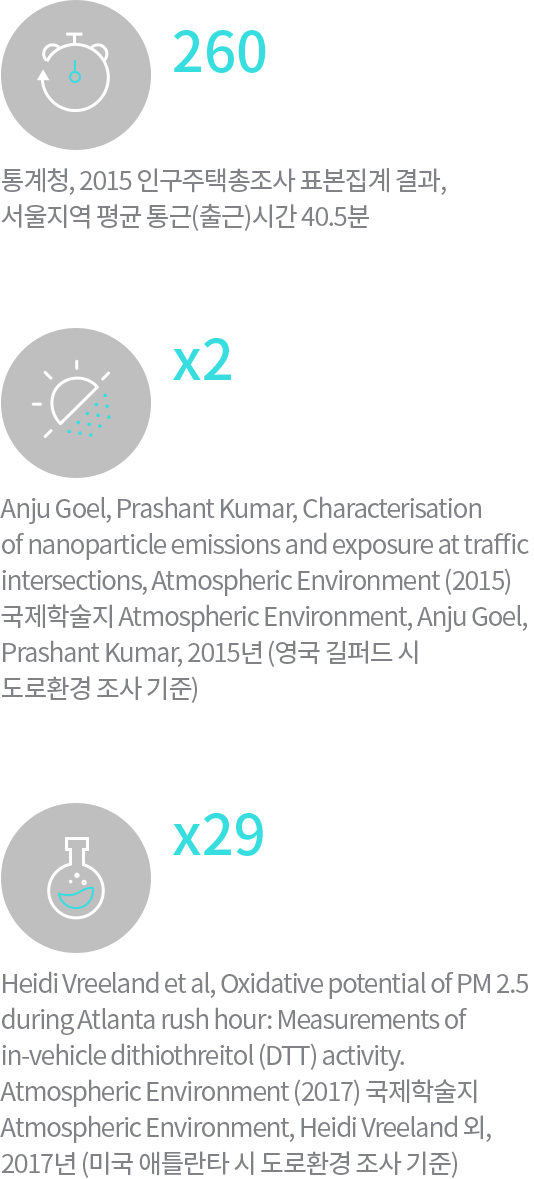 260
통계청, 2015 인구주택총조사 표본집계 결과,
서울지역 평균 통근(출근)시간 40.5분
x2
Anju Goel, Prashant Kumar, Characterisation
of nanoparticle emissions and exposure at traffic
intersections, Atmospheric Environment (2015)
국제학술지 Atmospheric Environment, Anju Goel,
Prashant Kumar, 2015년 (영국 길퍼드 시
도로환경 조사 기준)
x29
Heidi Vreeland et al, Oxidative potential of PM 2.5
during Atlanta rush hour: Measurements of
in-vehicle dithiothreitol (DTT) activity.
Atmospheric Environment (2017) 국제학술지
Atmospheric Environment, Heidi Vreeland 외,
2017년 (미국 애틀란타 시 도로환경 조사 기준)